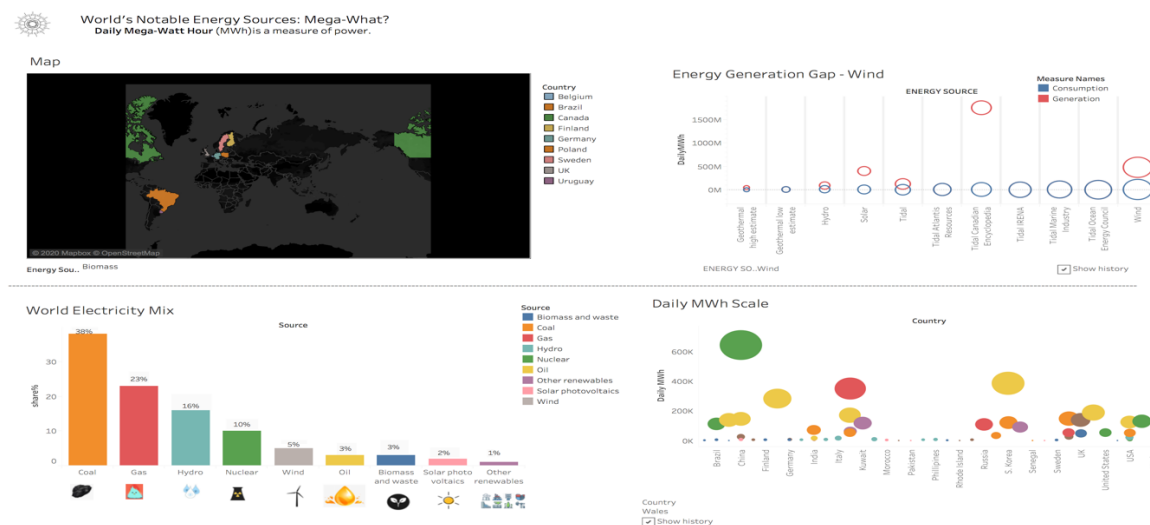 World's Notable Energy Sources: Mega-What?
Daily Mega-Watt Hour (MWh)is a measure of power.
Map
Country
Belgium
Brazil
Canada
Finland
Germany
Poland
Sweden
UK
Uruguay
© 2020 Mapbox © OpenStreetMap
Energy Sou.. Biomass
Energy Generation Gap - Wind
Measure Names
Consumption
Generation
ENERGY SOURCE
DailyMWh
1500M
1000M
500M
0M
Geothermal
high estimate
Geothermal low
estimate
Hydro
Solar
Tidal
Tidal Atlantis
Resources
Tidal Canadian
Encyclopedia
Tidal IRENA
Tidal Marine
Industry
Tidal Ocean
Energy Council
Wind
ENERGY SO..Wind
Show history
World Electricity Mix
Source
share%
30
20
10
0
38%
23%
16%
10%
5%
3%
3%
2%
1%
Coal
Gas
Hydro
Nuclear
Wind
Oil
Biomass
and waste
Solar photo
voltaics
Other
renewables
Source
Biomass and waste
Coal
Gas
Hydro
Nuclear
Oil
Other renewables
Solar photovoltaics
Wind
Daily MWh Scale
Country
Daily MWh
600K
400K
200K
0K
Brazil
China
Finland
Germany
India
Italy
Kuwait
Morocco
Pakistan
Phillipines
Rhode Island
Russia
S. Korea
Senegal
Sweden
UK
United States
USA
Country
Wales
Show history